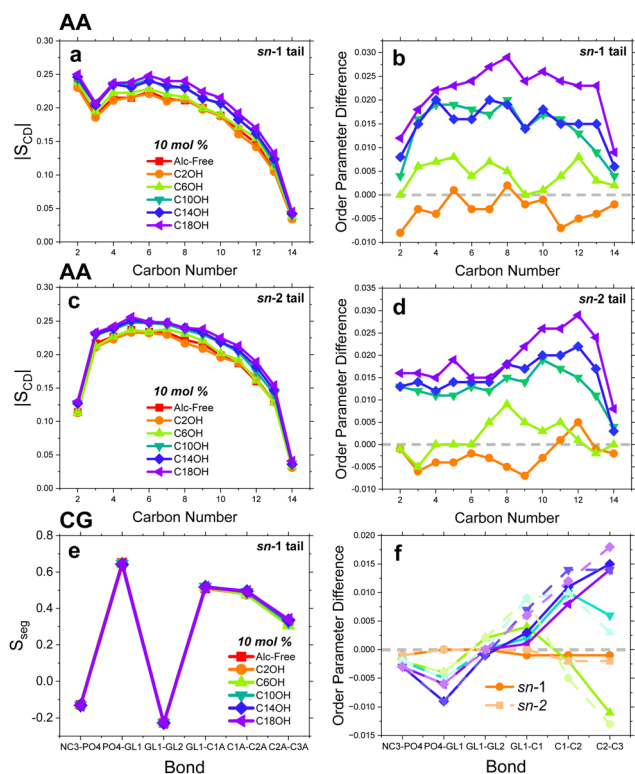 AA
a
sn-1 tail
|S_CD|
0.30
0.25
0.20
0.15
0.10
0.05
0.00
10 mol %
Alc-Free
C2OH
C6OH
C10OH
C14OH
C18OH
2 4 6 8 10 12 14
Carbon Number
b
sn-1 tail
Order Parameter Difference
0.030
0.025
0.020
0.015
0.010
0.005
0.000
-0.005
-0.010
2 4 6 8 10 12 14
Carbon Number
AA
c
sn-2 tail
|S_CD|
0.30
0.25
0.20
0.15
0.10
0.05
0.00
10 mol %
Alc-Free
C2OH
C6OH
C10OH
C14OH
C18OH
2 4 6 8 10 12 14
Carbon Number
d
sn-2 tail
Order Parameter Difference
0.035
0.030
0.025
0.020
0.015
0.010
0.005
0.000
-0.005
-0.010
2 4 6 8 10 12 14
Carbon Number
CG
e
sn-1 tail
S_seg
0.8
0.6
0.4
0.2
0.0
-0.2
10 mol %
Alc-Free
C2OH
C6OH
C10OH
C14OH
C18OH
NC3-PO4 PO4-GL1 GL1-GL2 GL1-C1A C1A-C2A C2A-C3A
Bond
f
Order Parameter Difference
0.020
0.015
0.010
0.005
0.000
-0.005
-0.010
-0.015
sn-1
sn-2
NC3-PO4 PO4-GL1 GL1-GL2 GL1-C1 C1-C2 C2-C3
Bond